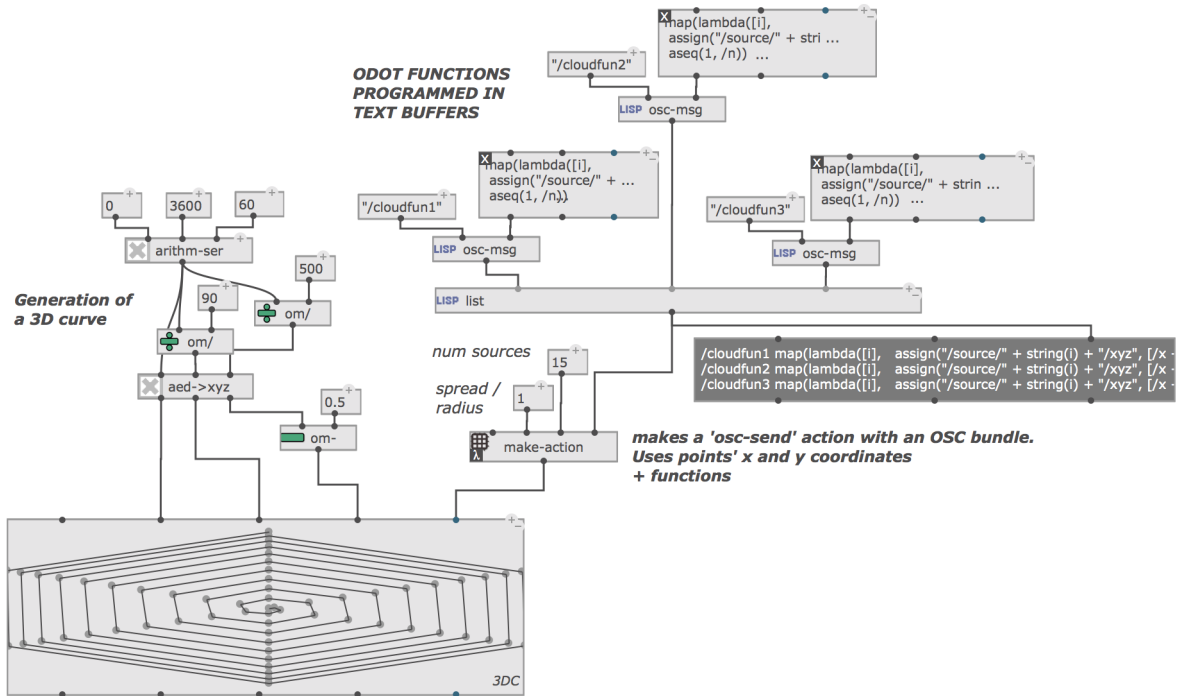 map(lambda([i],
assign("/source/" + stri ...
aseq(1, /n))  ...
"/cloudfun2"
ODOT FUNCTIONS
PROGRAMMED IN
TEXT BUFFERS
LISP osc-msg
map(lambda([i],
assign("/source/" + ...
aseq(1, /n))
...
map(lambda([i],
assign("/source/" + strin ...
aseq(1, /n))  ...
0
3600
60
"/cloudfun1"
"/cloudfun3"
arithm-ser
LISP osc-msg
LISP osc-msg
500
Generation of
a 3D curve
90
om/
LISP list
om/
num sources
15
/cloudfun1 map(lambda([i],   assign("/source/" + string(i) + "/xyz", [/x -
/cloudfun2 map(lambda([i],   assign("/source/" + string(i) + "/xyz", [/x -
/cloudfun3 map(lambda([i],   assign("/source/" + string(i) + "/xyz", [/x -
aed->xyz
spread /
radius
1
0.5
om-
make-action
makes a 'osc-send' action with an OSC bundle.
Uses points' x and y coordinates
+ functions
3DC